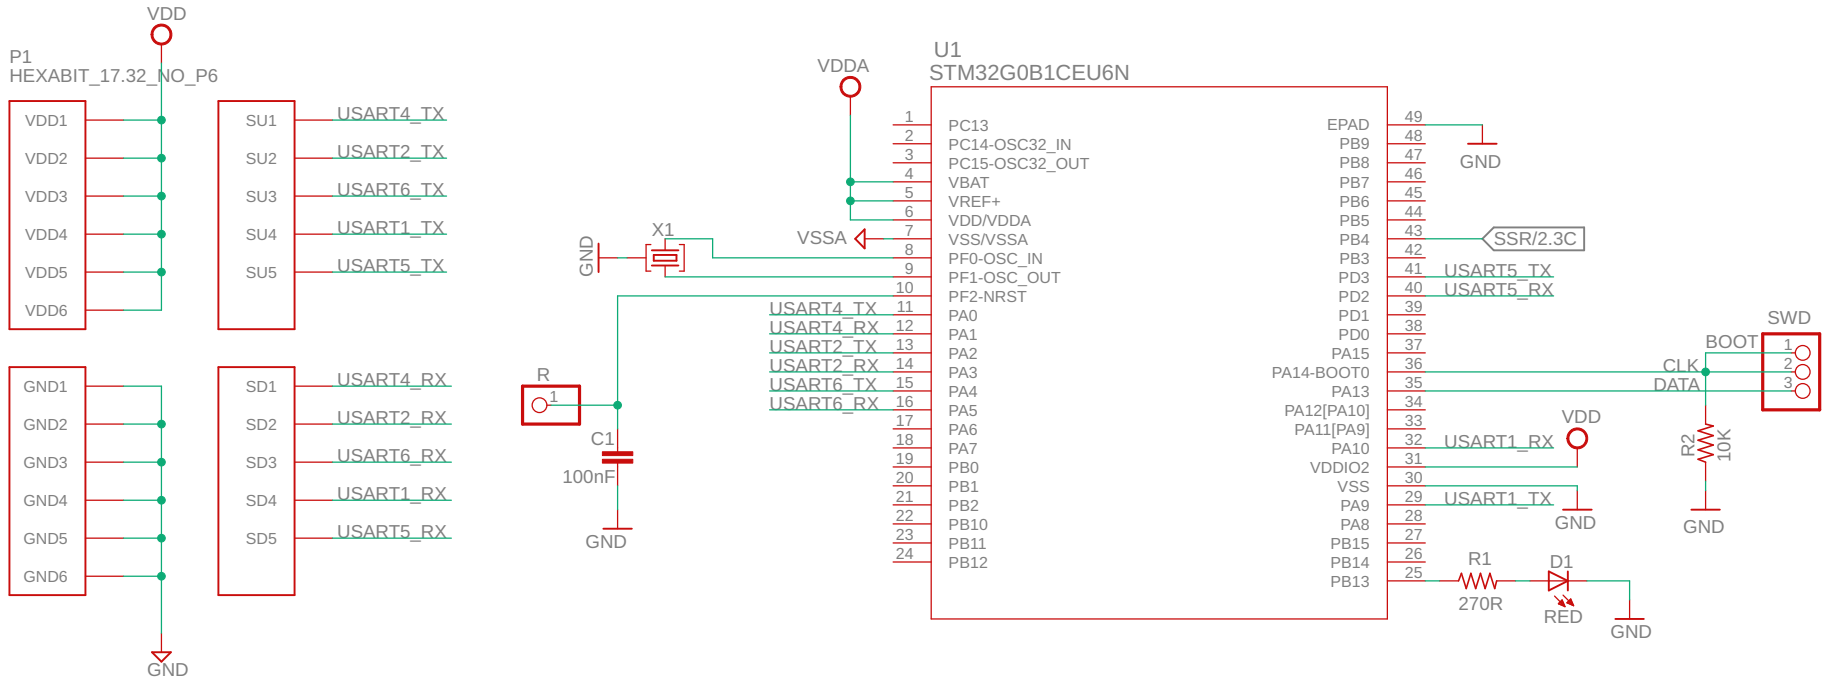 VDD
P1
HEXABIT_17.32_NO_P6
VDD1
VDD2
VDD3
VDD4
VDD5
VDD6
SU1 USART4_TX
SU2 USART2_TX
SU3 USART6_TX
SU4 USART1_TX
SU5 USART5_TX
GND1
GND2
GND3
GND4
GND5
GND6
GND
SD1 USART4_RX
SD2 USART2_RX
SD3 USART6_RX
SD4 USART1_RX
SD5 USART5_RX
R
1
C1
100nF
GND
GND
X1
VDDA
VSSA
U1
STM32G0B1CEU6N
1 PC13
2 PC14-OSC32_IN
3 PC15-OSC32_OUT
4 VBAT
5 VREF+
6 VDD/VDDA
7 VSS/VSSA
8 PF0-OSC_IN
9 PF1-OSC_OUT
10 PF2-NRST
USART4_TX 11 PA0
USART4_RX 12 PA1
USART2_TX 13 PA2
USART2_RX 14 PA3
USART6_TX 15 PA4
USART6_RX 16 PA5
17 PA6
18 PA7
19 PB0
20 PB1
21 PB2
22 PB10
23 PB11
24 PB12
EPAD 49
PB9 48
PB8 47
PB7 46
PB6 45
PB5 44
PB4 43 SSR/2.3C
PB3 42
PD3 41 USART5_TX
PD2 40 USART5_RX
PD1 39
PD0 38
PA15 37
PA14-BOOT0 36
PA13 35
PA12[PA10] 34
PA11[PA9] 33
PA10 32 USART1_RX
VDDIO2 31
VSS 30
PA9 29 USART1_TX
PA8 28
PB15 27
PB14 26
PB13 25
GND
VDD
GND
R1
270R
D1
RED
GND
SWD
BOOT 1
CLK 2
DATA 3
R2
10K
GND